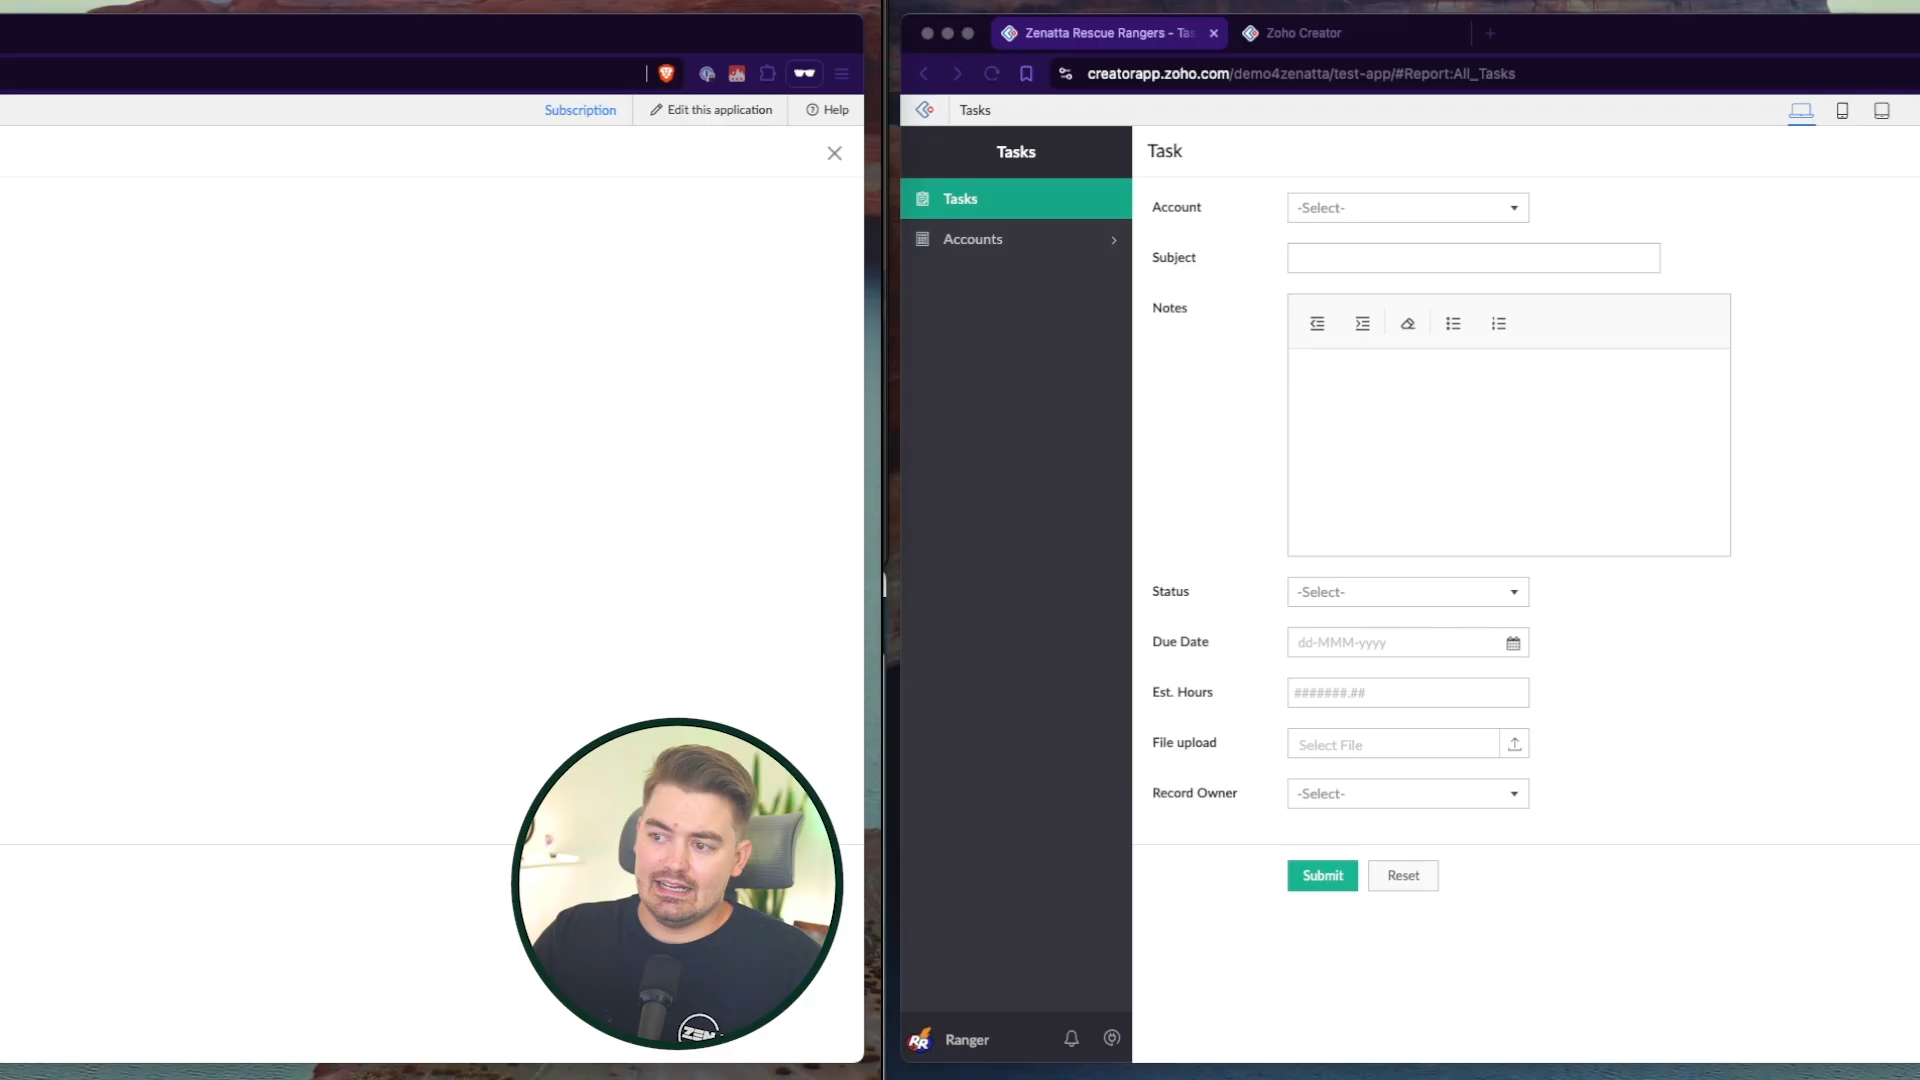 Subscription
Edit this application
Help
Zenatta Rescue Rangers - Tas
Zoho Creator
creatorapp.zoho.com/demo4zenatta/test-app/#Report:All_Tasks
Tasks
Tasks
Tasks
Accounts
Task
Account
-Select-
Subject
Notes
Status
-Select-
Due Date
dd-MMM-yyyy
Est. Hours
#######.##
File upload
Select File
Record Owner
-Select-
Submit
Reset
RR
Ranger
ZEN